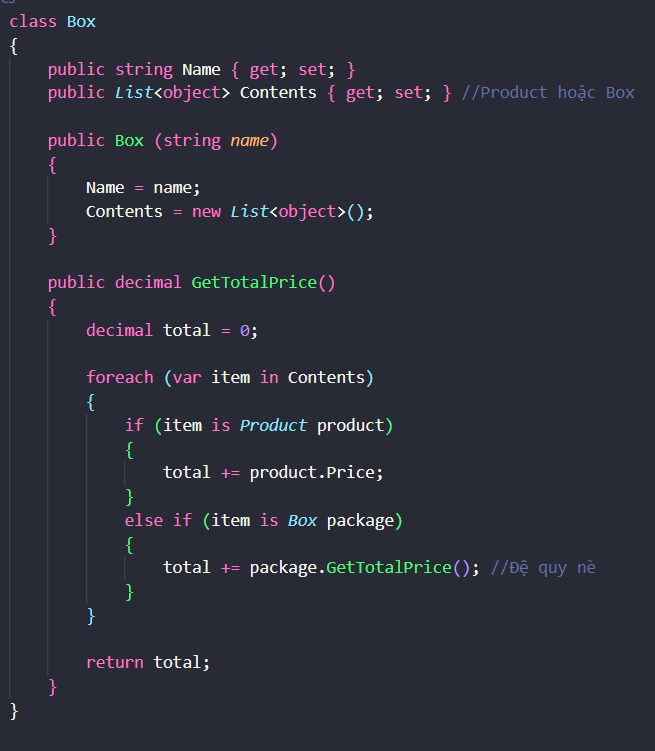 class Box
{
    public string Name { get; set; }
    public List<object> Contents { get; set; } //Product hoặc Box

    public Box (string name)
    {
        Name = name;
        Contents = new List<object>();
    }

    public decimal GetTotalPrice()
    {
        decimal total = 0;

        foreach (var item in Contents)
        {
            if (item is Product product)
            {
                total += product.Price;
            }
            else if (item is Box package)
            {
                total += package.GetTotalPrice(); //Đệ quy nè
            }
        }

        return total;
    }
}